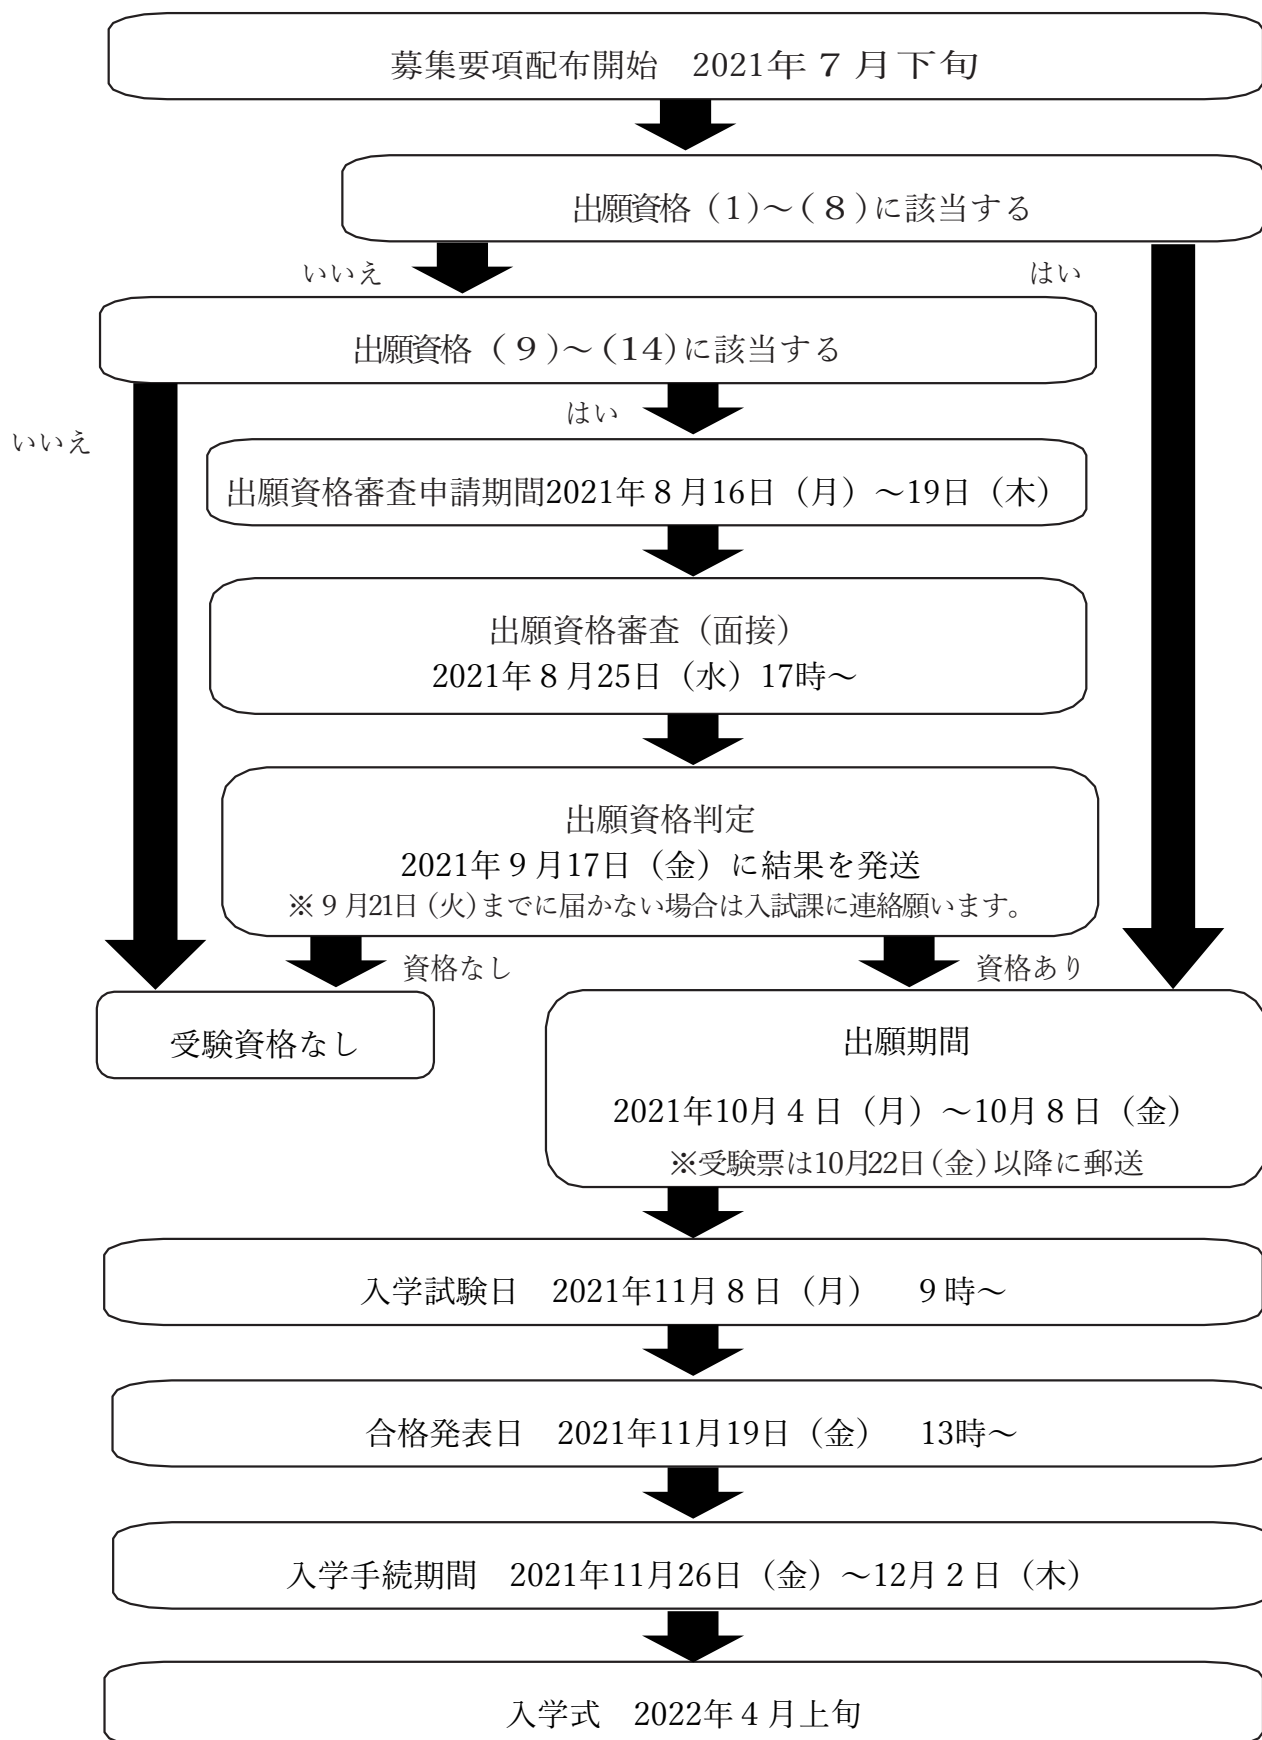 募集要項配布開始　2021年７月下旬
出願資格（1）～（８）に該当する
いいえ
はい
出願資格（９）～（14）に該当する
はい
いいえ
出願資格審査申請期間2021年８月16日（月）～19日（木）
出願資格審査（面接）
2021年８月25日（水）17時～
出願資格判定
2021年９月17日（金）に結果を発送
※９月21日（火）までに届かない場合は入試課に連絡願います。
資格なし
資格あり
受験資格なし
出願期間
2021年10月４日（月）～10月８日（金）
※受験票は10月22日（金）以降に郵送
入学試験日　2021年11月８日（月）　９時～
合格発表日　2021年11月19日（金）　13時～
入学手続期間　2021年11月26日（金）～12月２日（木）
入学式　2022年４月上旬